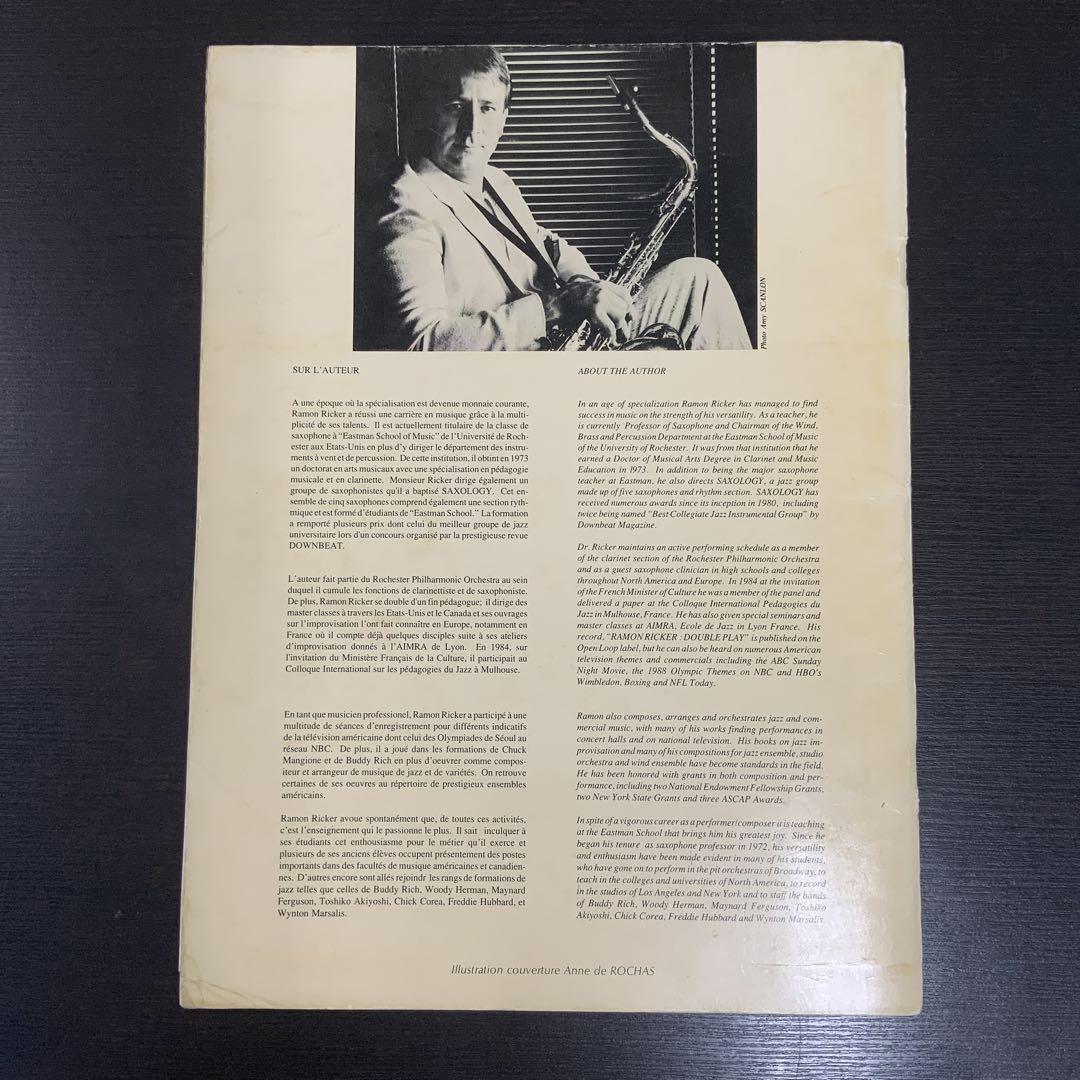 Photo Amy SCANLON
SUR L'AUTEUR
A une époque où la spécialisation est devenue monnaie courante,
Ramon Ricker a réussi une carrière en musique grâce à la multi-
plicité de ses talents. Il est actuellement titulaire de la classe de
saxophone à "Eastman School of Music" de l'Université de Roch-
ester aux Etats-Unis en plus d'y diriger le département des instru-
ments à vent et de percussion. De cette institution, il obtint en 1973
un doctorat en arts musicaux avec une spécialisation en pédagogie
musicale et en clarinette. Monsieur Ricker dirige également un
groupe de saxophonistes qu'il a baptisé SAXOLOGY. Cet en-
semble de cinq saxophones comprend également une section ryth-
mique et est formé d'étudiants de "Eastman School." La formation
a remporté plusieurs prix dont celui du meilleur groupe de jazz
universitaire lors d'un concours organisé par la prestigieuse revue
DOWNBEAT.
L'auteur fait partie du Rochester Philharmonic Orchestra au sein
duquel il cumule les fonctions de clarinettiste et de saxophoniste.
De plus, Ramon Ricker se double d'un fin pédagogue; il dirige des
master classes à travers les Etats-Unis et le Canada et ses ouvrages
sur l'improvisation l'ont fait connaître en Europe, notamment en
France où il compte déjà quelques disciples suite à ses ateliers
d'improvisation donnés à l'AIMRA de Lyon. En 1984, sur
l'invitation du Ministère Français de la Culture, il participait au
Colloque International sur les pédagogies du Jazz à Mulhouse.
En tant que musicien professionel, Ramon Ricker a participé à une
multitude de séances d'enregistrement pour différents indicatifs
de la télévision américaine dont celui des Olympiades de Séoul au
réseau NBC. De plus, il a joué dans les formations de Chuck
Mangione et de Buddy Rich en plus d'oeuvrer comme compos-
iteur et arrangeur de musique de jazz et de variétés. On retrouve
certaines de ses oeuvres au répertoire de prestigieux ensembles
américains.
Ramon Ricker avoue spontanément que, de toutes ces activités,
c'est l'enseignement qui le passionne le plus. Il sait inculquer à
ses étudiants cet enthousiasme pour le métier qu'il exerce et
plusieurs de ses anciens élèves occupent présentement des postes
importants dans des facultés de musique américaines et canadien-
nes. D'autres encore sont allés rejoindr les rangs de formations de
jazz telles que celles de Buddy Rich, Woody Herman, Maynard
Ferguson, Toshiko Akiyoshi, Chick Corea, Freddie Hubbard, et
Wynton Marsalis.
ABOUT THE AUTHOR
In an age of specialization Ramon Ricker has managed to find
success in music on the strength of his versatility. As a teacher, he
is currently Professor of Saxophone and Chairman of the Wind,
Brass and Percussion Department at the Eastman School of Music
of the University of Rochester. It was from that institution that he
earned a Doctor of Musical Arts Degree in Clarinet and Music
Education in 1973. In addition to being the major saxophone
teacher at Eastman, he also directs SAXOLOGY, a jazz group
made up of five saxophones and rhythm section. SAXOLOGY has
received numerous awards since its inception in 1980, including
twice being named "Best Collegiate Jazz Instrumental Group" by
Downbeat Magazine.
Dr. Ricker maintains an active performing schedule as a member
of the clarinet section of the Rochester Philharmonic Orchestra
and as a guest saxophone clinician in high schools and colleges
throughout North America and Europe. In 1984 at the invitation
of the French Minister of Culture he was a member of the panel and
delivered a paper at the Colloque International Pedagogies du
Jazz in Mulhouse, France. He has also given special seminars and
master classes at AIMRA, Ecole de Jazz in Lyon France. His
record, "RAMON RICKER : DOUBLE PLAY" is published on the
Open Loop label, but he can also be heard on numerous American
television themes and commercials including the ABC Sunday
Night Movie, the 1988 Olympic Themes on NBC and HBO's
Wimbledon, Boxing and NFL Today.
Ramon also composes, arranges and orchestrates jazz and com-
mercial music, with many of his works finding performances in
concert halls and on national television. His books on jazz im-
provisation and many of his compositions for jazz ensemble, studio
orchestra and wind ensemble have become standards in the field.
He has been honored with grants in both composition and per-
formance, including two National Endowment Fellowship Grants,
two New York State Grants and three ASCAP Awards.
In spite of a vigorous career as a performer/composer it is teaching
at the Eastman School that brings him his greatest joy. Since he
began his tenure as saxophone professor in 1972, his versatility
and enthusiasm have been made evident in many of his students,
who have gone on to perform in the pit orchestras of Broadway, to
teach in the colleges and universities of North America, to record
in the studios of Los Angeles and New York and to staff the bands
of Buddy Rich, Woody Herman, Maynard Ferguson, Toshiko
Akiyoshi, Chick Corea, Freddie Hubbard and Wynton Marsalis.
Illustration couverture Anne de ROCHAS